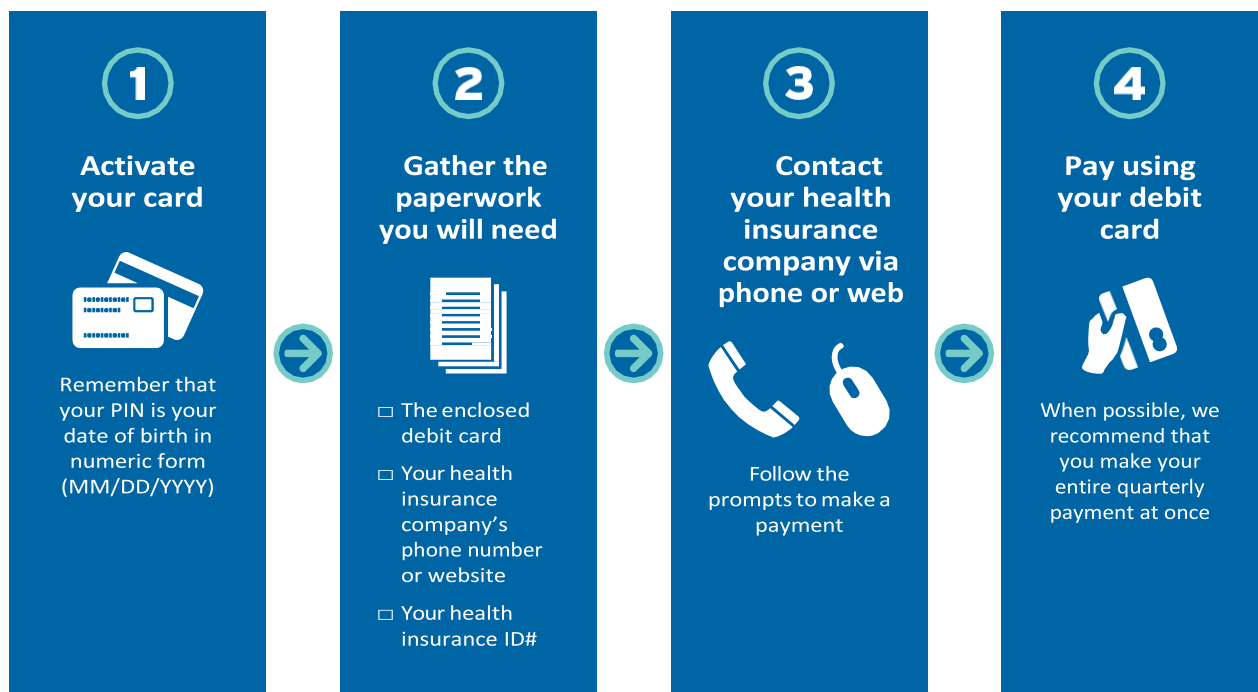 1
Activate
your card
Remember that
your PIN is your
date of birth in
numeric form
(MM/DD/YYYY)
2
Gather the
paperwork
you will need
The enclosed
debit card
Your health
insurance
company’s
phone number
or website
Your health
insurance ID#
3
Contact
your health
insurance
company via
phone or web
Follow the
prompts to make a
payment
4
Pay using
your debit
card
When possible, we
recommend that
you make your
entire quarterly
payment at once